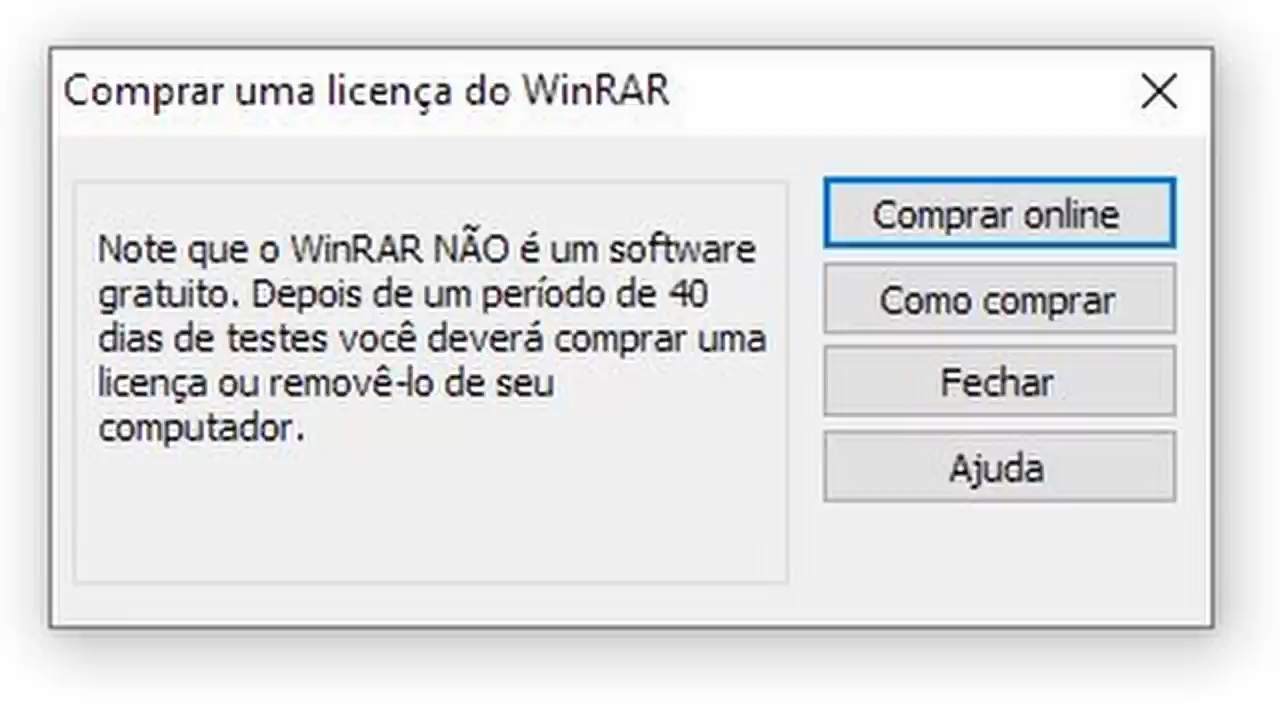 Comprar uma licença do WinRAR
Note que o WinRAR NÃO é um software
gratuito. Depois de um período de 40
dias de testes você deverá comprar uma
licença ou removê-lo de seu
computador.
Comprar online
Como comprar
Fechar
Ajuda